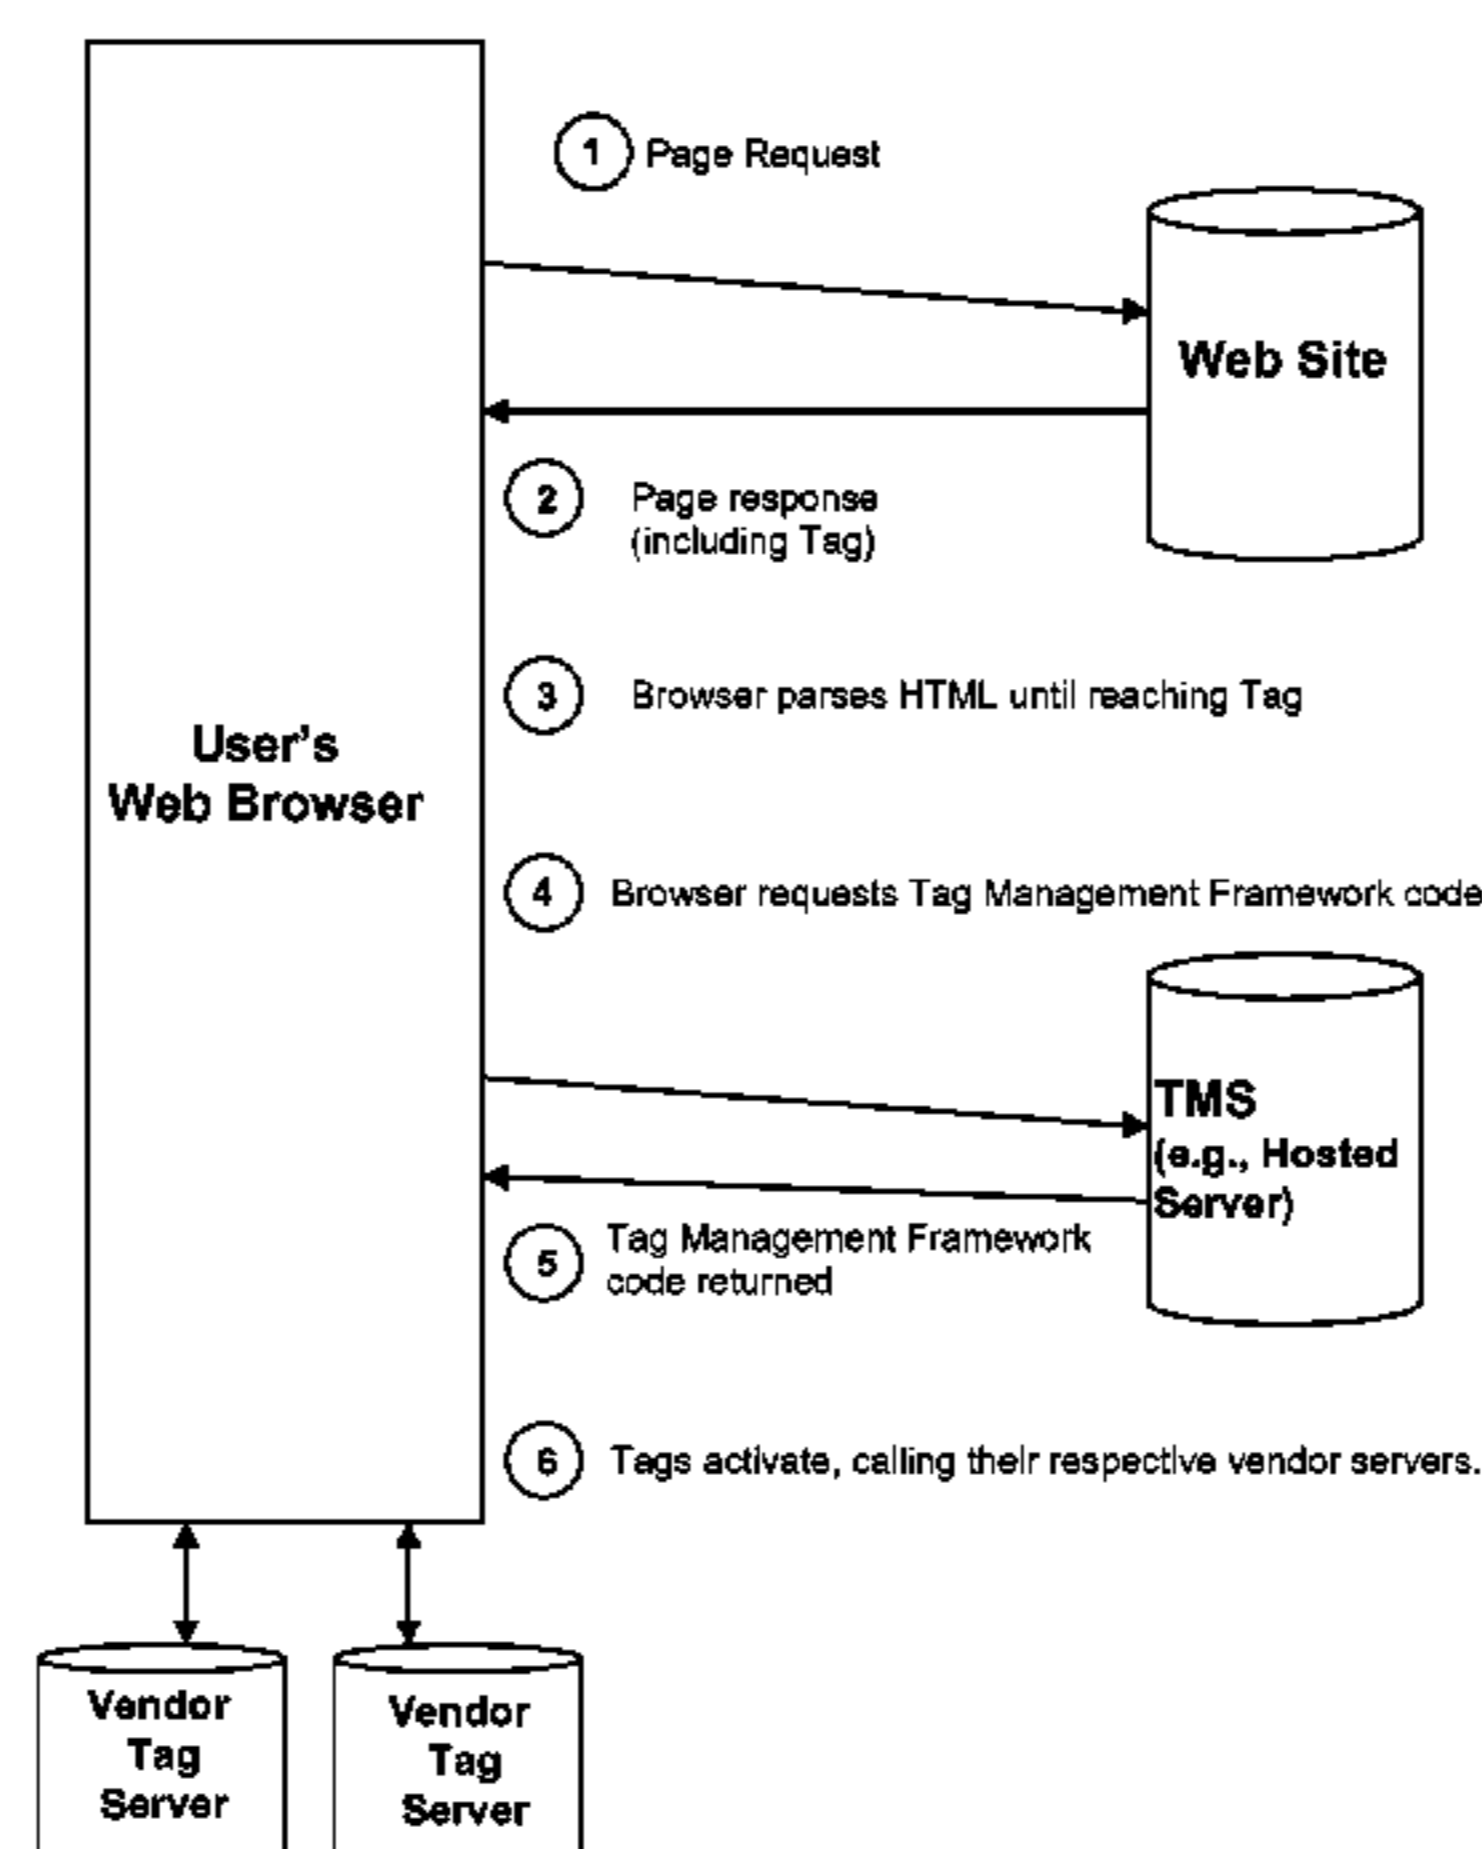 1 Page Request
Web Site
2 Page response
(including Tag)
3 Browser parses HTML until reaching Tag
User's
Web Browser
4 Browser requests Tag Management Framework code
TMS
(e.g., Hosted
Server)
5 Tag Management Framework
code returned
6 Tags activate, calling their respective vendor servers.
Vendor
Tag
Server
Vendor
Tag
Server